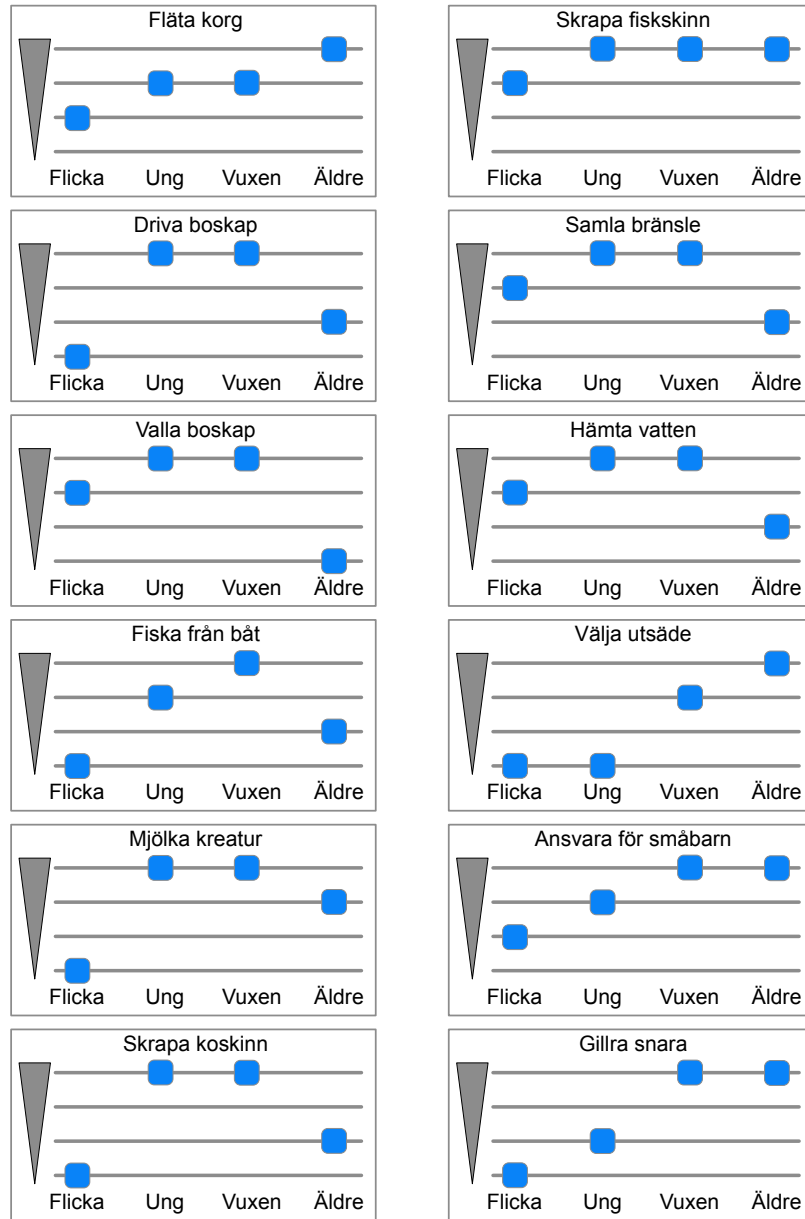 Fläta korg
Flicka Ung Vuxen Äldre
Skrapa fiskskinn
Flicka Ung Vuxen Äldre
Driva boskap
Flicka Ung Vuxen Äldre
Samla bränsle
Flicka Ung Vuxen Äldre
Valla boskap
Flicka Ung Vuxen Äldre
Hämta vatten
Flicka Ung Vuxen Äldre
Fiska från båt
Flicka Ung Vuxen Äldre
Välja utsäde
Flicka Ung Vuxen Äldre
Mjölka kreatur
Flicka Ung Vuxen Äldre
Ansvara för småbarn
Flicka Ung Vuxen Äldre
Skrapa koskinn
Flicka Ung Vuxen Äldre
Gillra snara
Flicka Ung Vuxen Äldre